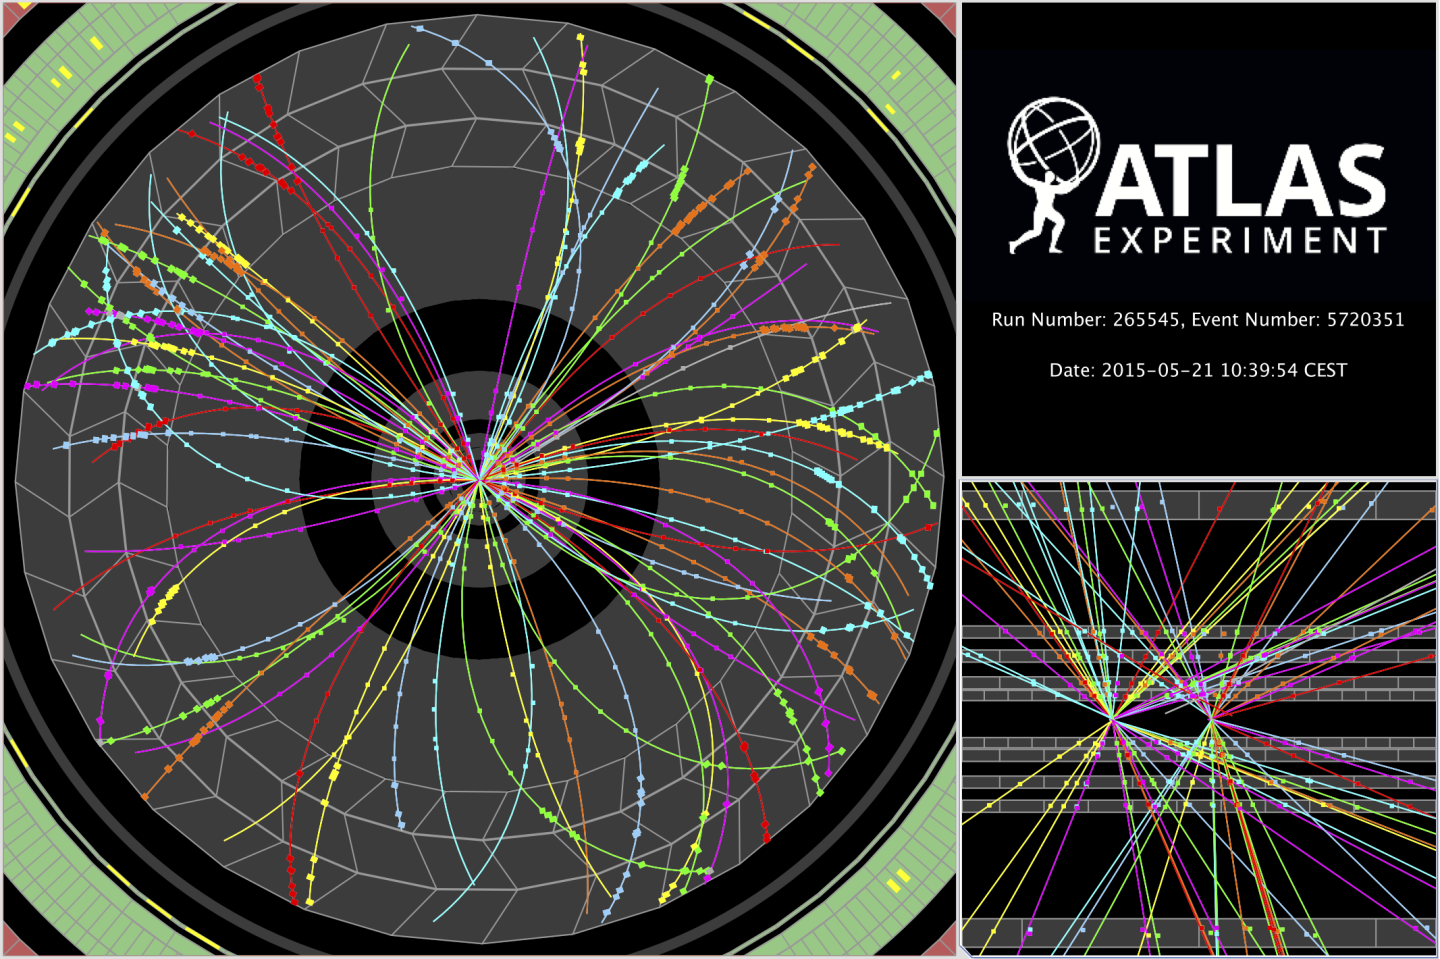 ATLAS
EXPERIMENT
Run Number: 265545, Event Number: 5720351
Date: 2015-05-21 10:39:54 CEST